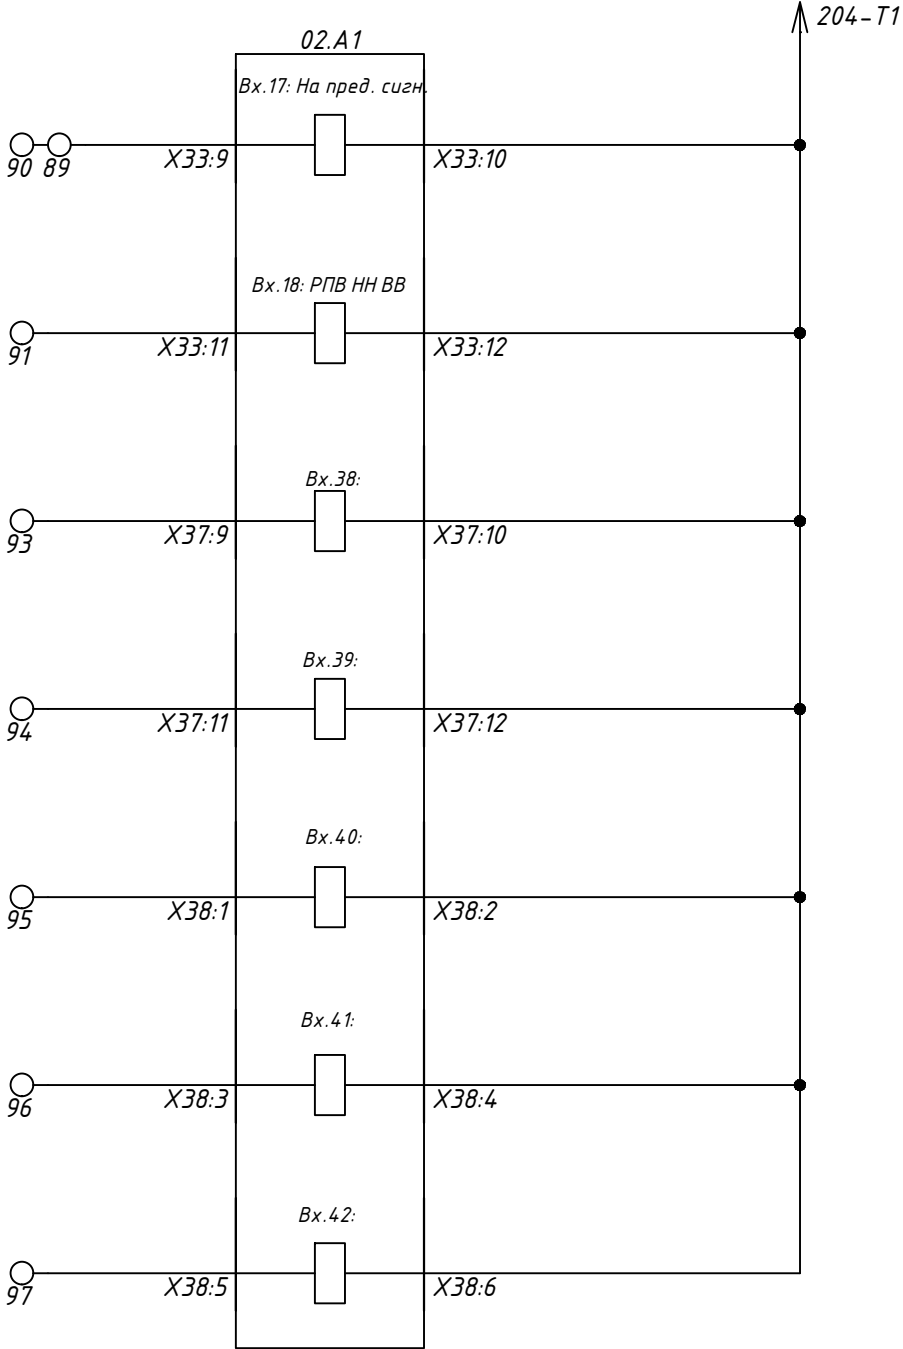 204-T1
02.A1
Вх.17: На пред. сигн.
90 89 X33:9 X33:10
Вх.18: РПВ НН ВВ
91 X33:11 X33:12
Вх.38:
93 X37:9 X37:10
Вх.39:
94 X37:11 X37:12
Вх.40:
95 X38:1 X38:2
Вх.41:
96 X38:3 X38:4
Вх.42:
97 X38:5 X38:6